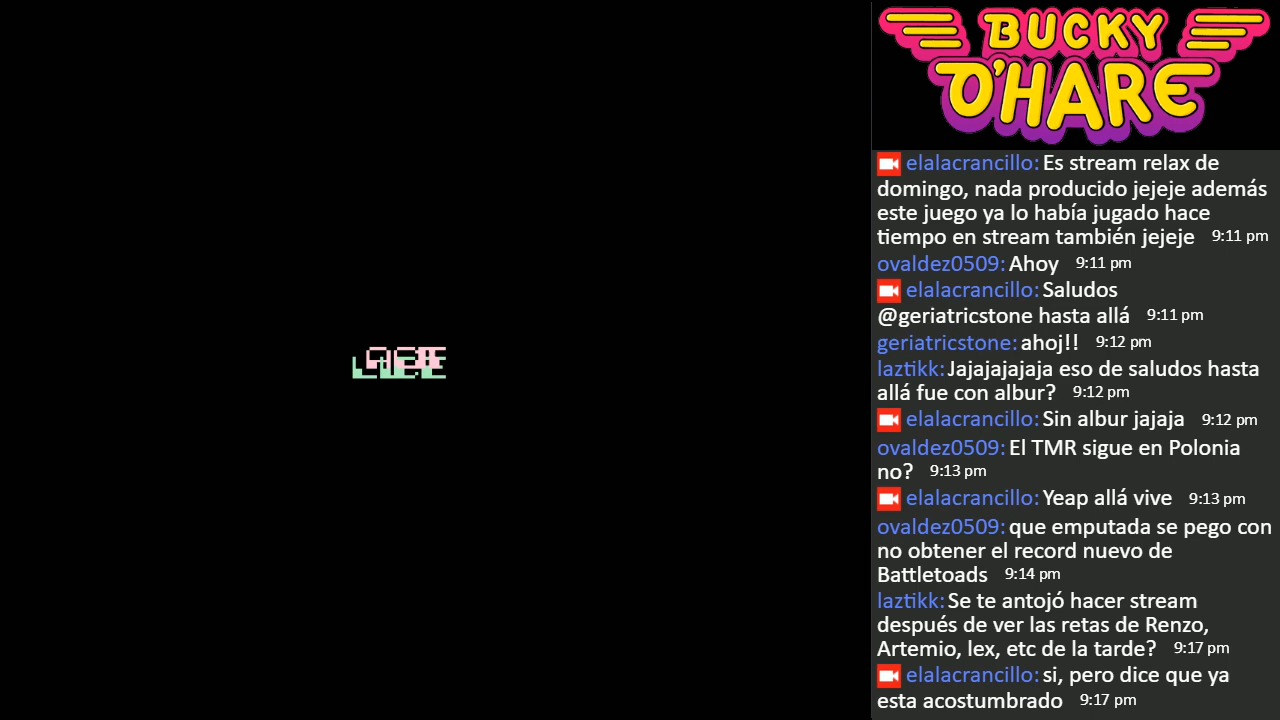 BUCKY
O'HARE
elalacrancillo: Es stream relax de
domingo, nada producido jejeje además
este juego ya lo había jugado hace
tiempo en stream también jejeje 9:11 pm
ovaldez0509: Ahoy 9:11 pm
elalacrancillo: Saludos
@geriatricstone hasta allá 9:11 pm
geriatricstone: ahoj!! 9:12 pm
laztikk: Jajajajajaja eso de saludos hasta
allá fue con albur? 9:12 pm
elalacrancillo: Sin albur jajaja 9:12 pm
ovaldez0509: El TMR sigue en Polonia
no? 9:13 pm
elalacrancillo: Yeap allá vive 9:13 pm
ovaldez0509: que emputada se pego con
no obtener el record nuevo de
Battletoads 9:14 pm
laztikk: Se te antojó hacer stream
después de ver las retas de Renzo,
Artemio, lex, etc de la tarde? 9:17 pm
elalacrancillo: si, pero dice que ya
esta acostumbrado 9:17 pm